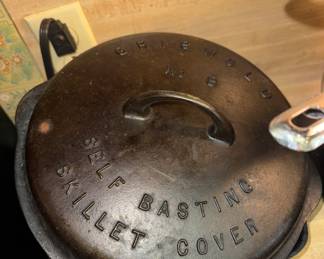 GRISWOLD
No 8
SELF BASTING
SKILLET COVER